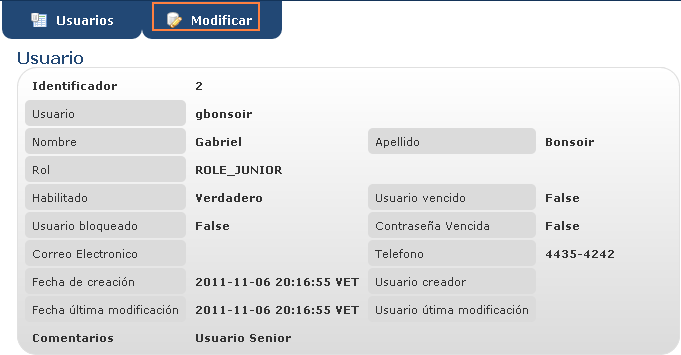 Usuarios Modificar
Usuario
Identificador 2
Usuario gbonsoir
Nombre Gabriel Apellido Bonsoir
Rol ROLE_JUNIOR
Habilitado Verdadero Usuario vencido False
Usuario bloqueado False Contraseña Vencida False
Correo Electronico Telefono 4435-4242
Fecha de creación 2011-11-06 20:16:55 VET Usuario creador
Fecha última modificación 2011-11-06 20:16:55 VET Usuario útima modificación
Comentarios Usuario Senior